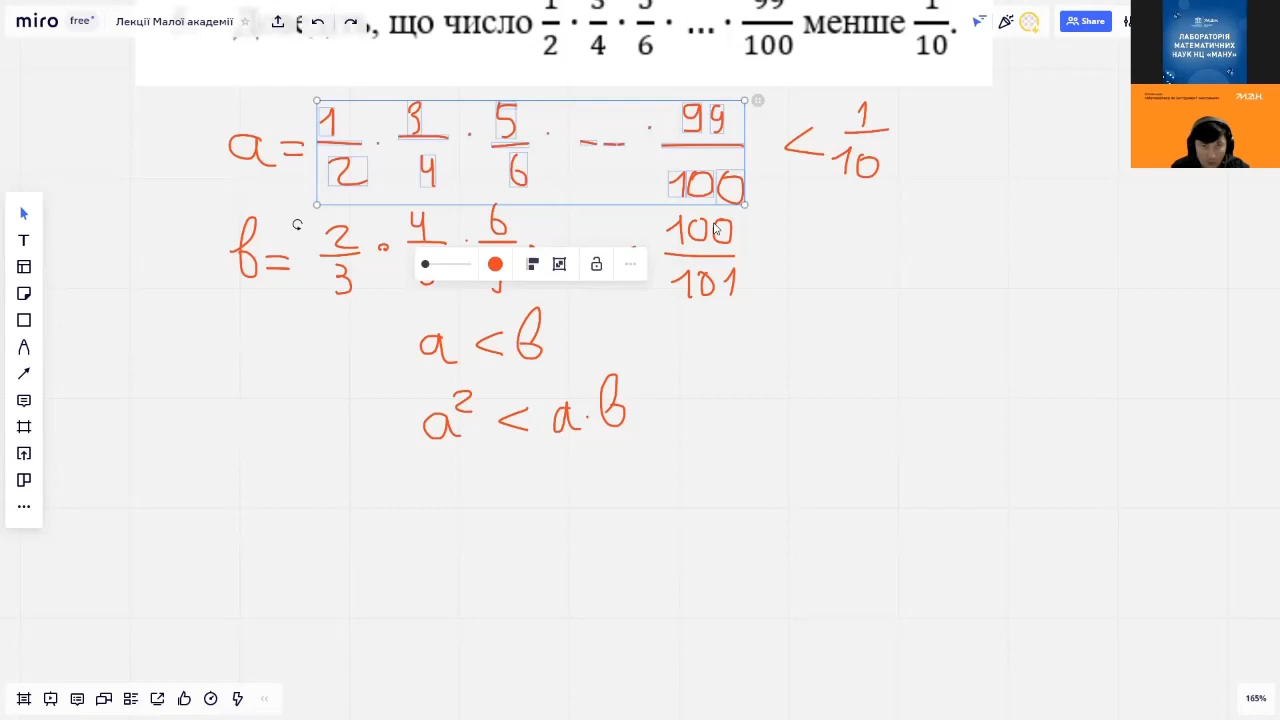 miro free Лекції Малої академії Share
що число 1/2 · 3/4 · 5/6 · ... · 99/100 менше 1/10.
ЛАБОРАТОРІЯ
МАТЕМАТИЧНИХ
НАУК НЦ «МАНУ»
a = 1/2 · 3/4 · 5/6 · -- · 99/100 < 1/10
в = 2/3 · 4/ · 6/ · · 100/101
a < в
a² < a · в
165%